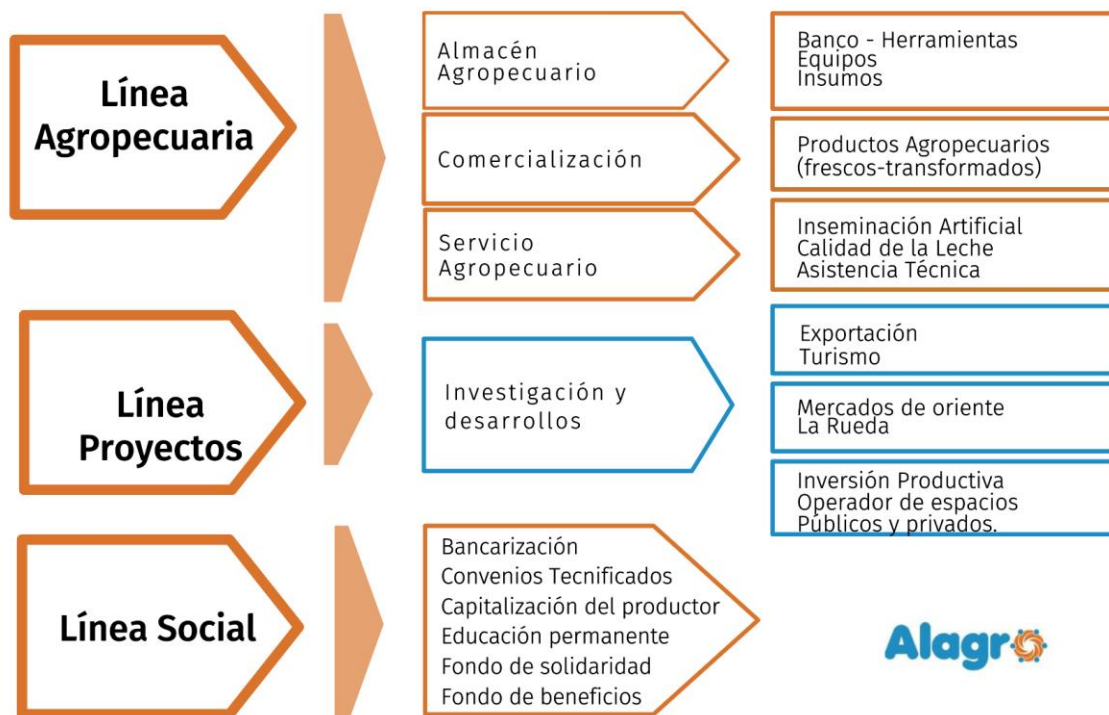 Línea
Agropecuaria
Almacén
Agropecuario
Banco - Herramientas
Equipos
Insumos
Comercialización
Productos Agropecuarios
(frescos-transformados)
Servicio
Agropecuario
Inseminación Artificial
Calidad de la Leche
Asistencia Técnica
Línea
Proyectos
Investigación y
desarrollos
Exportación
Turismo
Mercados de oriente
La Rueda
Inversión Productiva
Operador de espacios
Públicos y privados.
Línea Social
Bancarización
Convenios Tecnificados
Capitalización del productor
Educación permanente
Fondo de solidaridad
Fondo de beneficios
Alagro